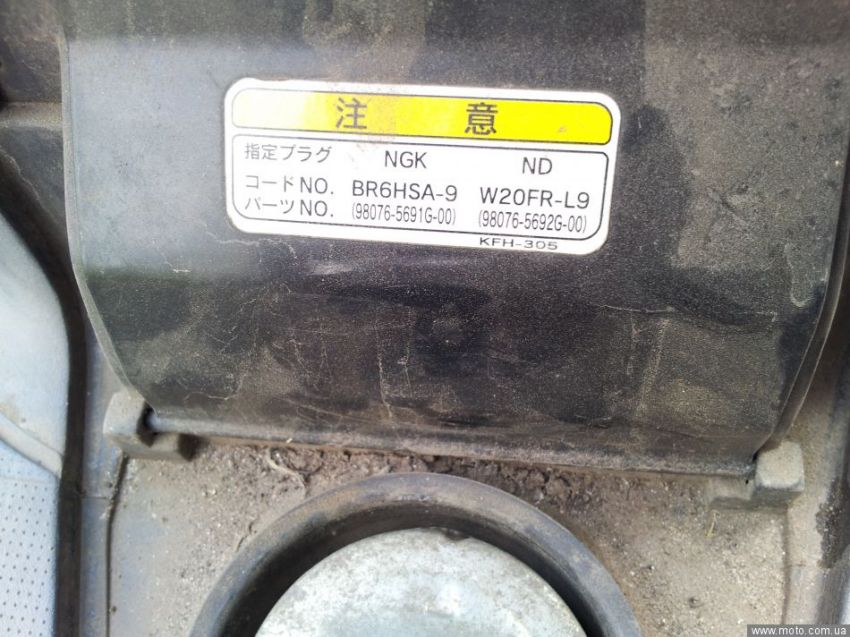 注意
指定プラグ NGK ND
コードNO. BR6HSA-9 W20FR-L9
パーツNO. (98076-5691G-00) (98076-5692G-00)
KFH-305
www.moto.com.ua